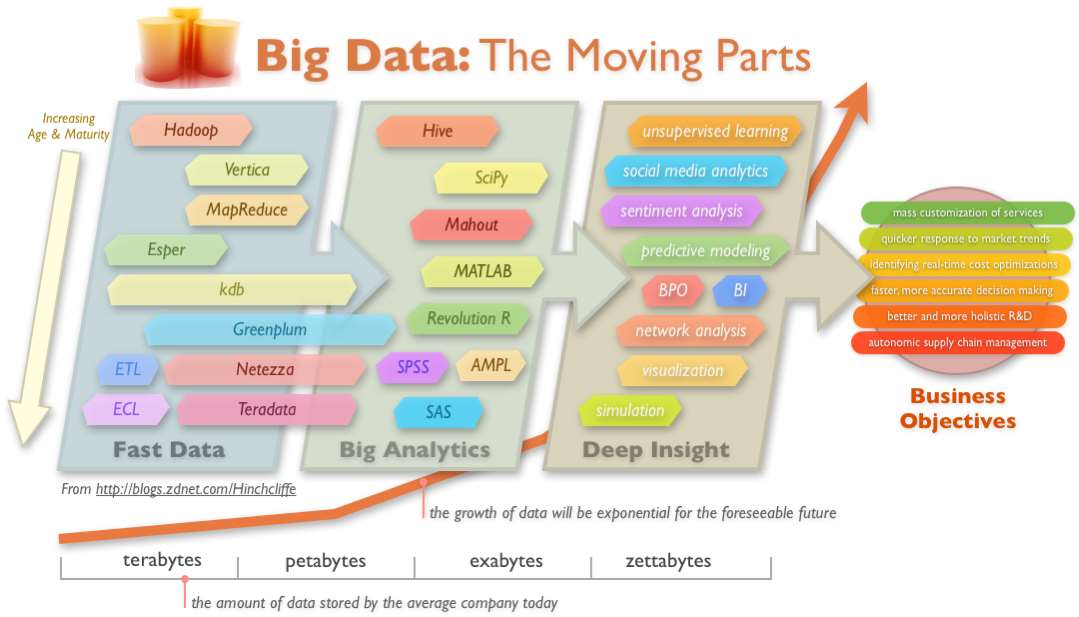 Big Data: The Moving Parts
Increasing
Age & Maturity
Hadoop
Vertica
MapReduce
Esper
kdb
Greenplum
ETL
Netezza
ECL
Teradata
Fast Data
Hive
SciPy
Mahout
MATLAB
Revolution R
SPSS
AMPL
SAS
Big Analytics
unsupervised learning
social media analytics
sentiment analysis
predictive modeling
BPO
BI
network analysis
visualization
simulation
Deep Insight
mass customization of services
quicker response to market trends
identifying real-time cost optimizations
faster, more accurate decision making
better and more holistic R&D
autonomic supply chain management
Business
Objectives
From http://blogs.zdnet.com/Hinchcliffe
the growth of data will be exponential for the foreseeable future
terabytes
petabytes
exabytes
zettabytes
the amount of data stored by the average company today